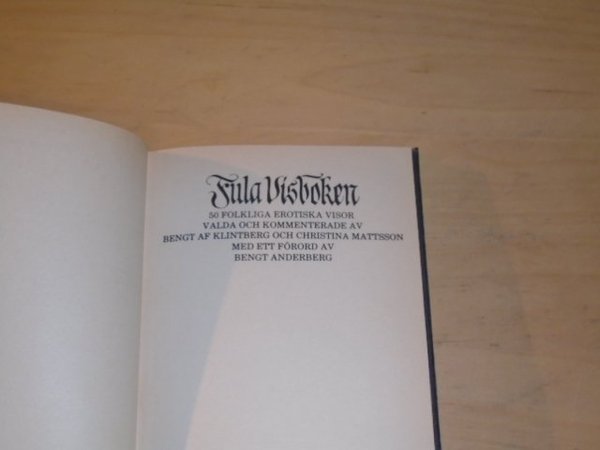 Fula Visboken
50 FOLKLIGA EROTISKA VISOR
VALDA OCH KOMMENTERADE AV
BENGT AF KLINTBERG OCH CHRISTINA MATTSSON
MED ETT FÖRORD AV
BENGT ANDERBERG